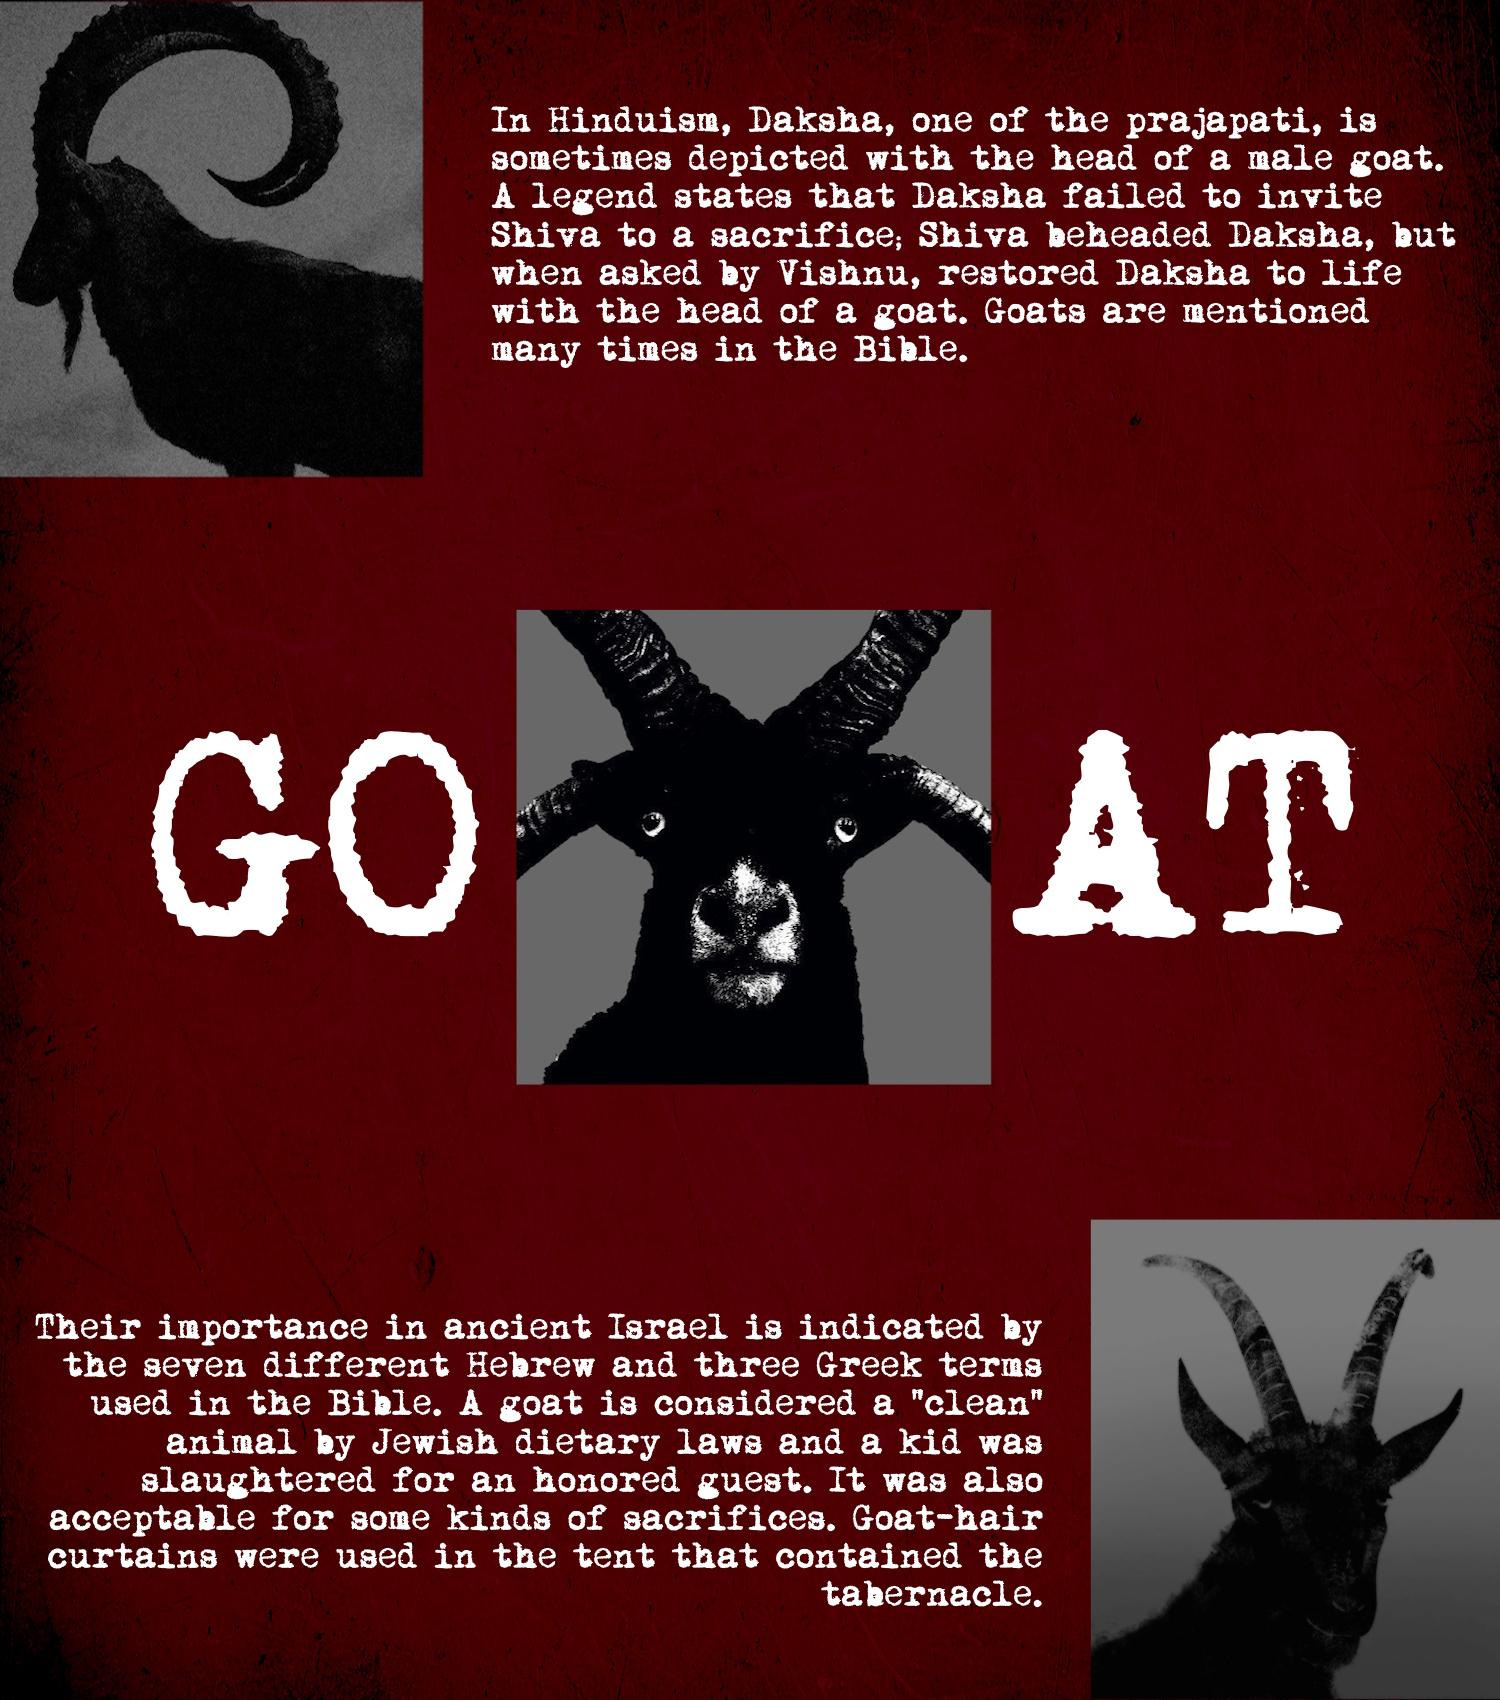 In Hinduism, Daksha, one of the prajapati, is
sometimes depicted with the head of a male goat.
A legend states that Daksha failed to invite
Shiva to a sacrifice; Shiva beheaded Daksha, but
when asked by Vishnu, restored Daksha to life
with the head of a goat. Goats are mentioned
many times in the Bible.
GO AT
Their importance in ancient Israel is indicated by
the seven different Hebrew and three Greek terms
used in the Bible. A goat is considered a "clean"
animal by Jewish dietary laws and a kid was
slaughtered for an honored guest. It was also
acceptable for some kinds of sacrifices. Goat-hair
curtains were used in the tent that contained the
tabernacle.